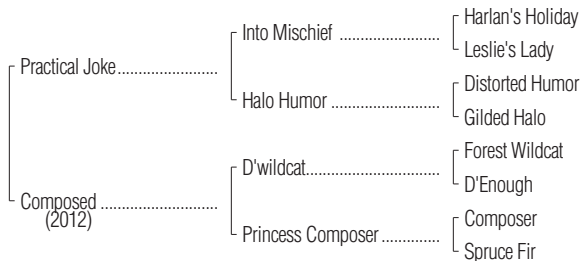 Harlan's Holiday
Into Mischief ........................
Leslie's Lady
Practical Joke........................
Distorted Humor
Halo Humor ..........................
Gilded Halo
Forest Wildcat
D'wildcat................................
D'Enough
Composed ............................
(2012)
Composer
Princess Composer ..............
Spruce Fir